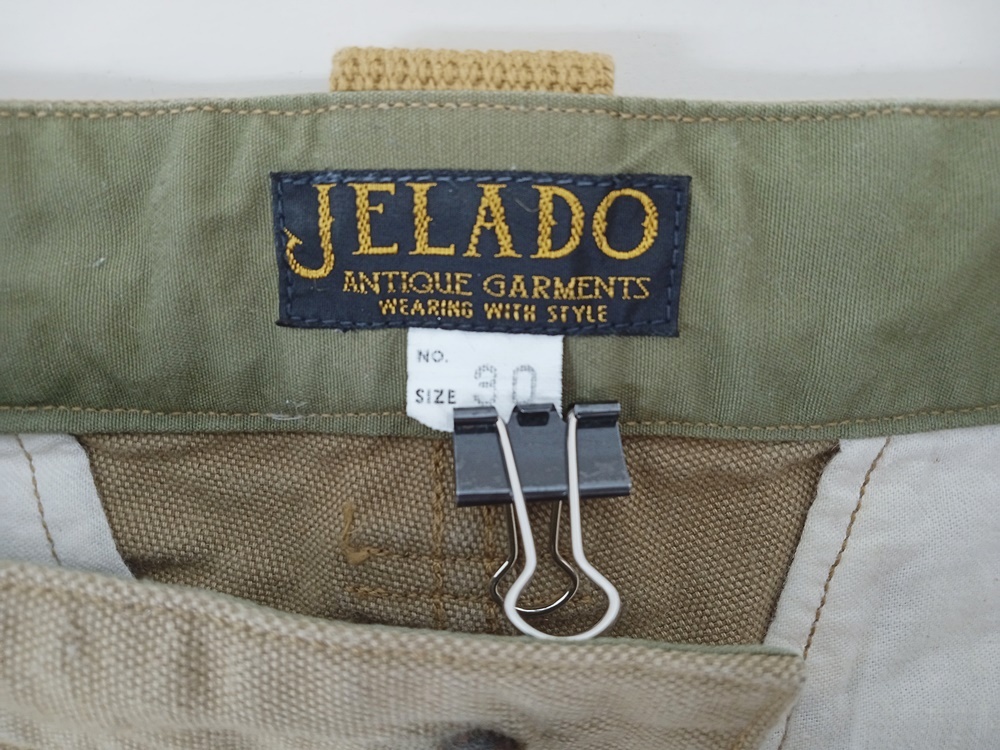 JELADO
ANTIQUE GARMENTS
WEARING WITH STYLE
NO.
SIZE 30